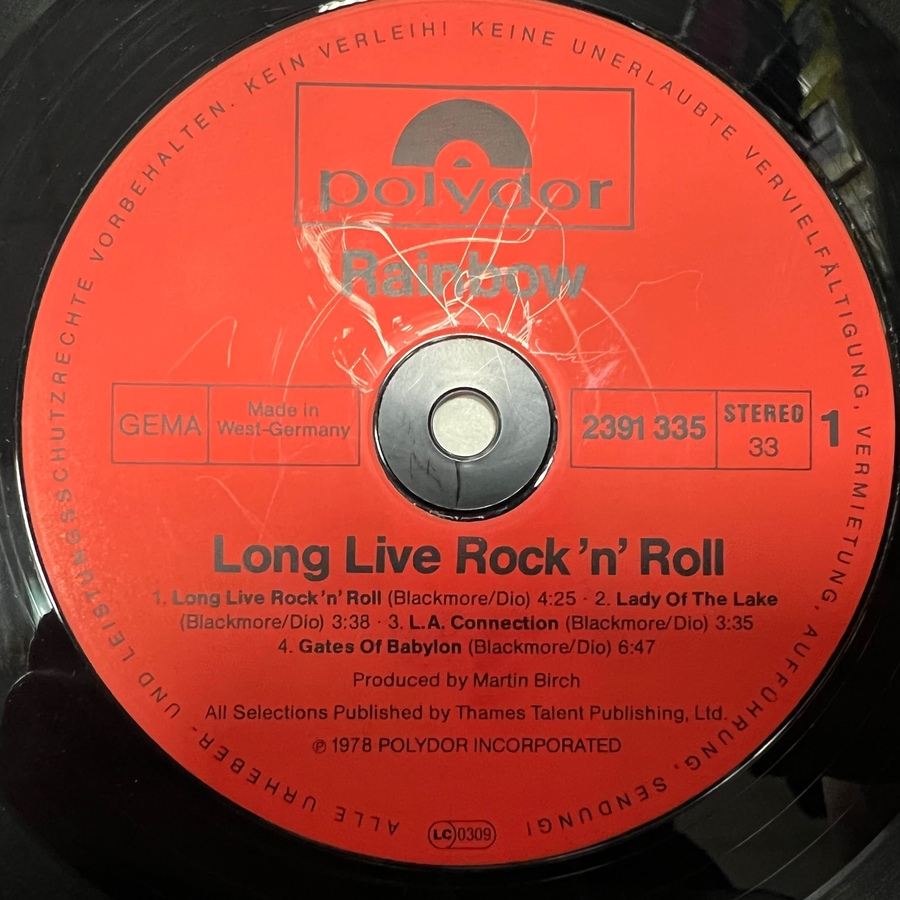 ALLE URHEBER- UND LEISTUNGSSCHUTZRECHTE VORBEHALTEN. KEIN VERLEIH! KEINE UNERLAUBTE VERVIELFÄLTIGUNG, VERMIETUNG, AUFFÜHRUNG, SENDUNG!
polydor
Rainbow
GEMA
Made in
West-Germany
2391 335
STEREO
33
1
Long Live Rock 'n' Roll
1. Long Live Rock 'n' Roll (Blackmore/Dio) 4:25 · 2. Lady Of The Lake
(Blackmore/Dio) 3:38 · 3. L.A. Connection (Blackmore/Dio) 3:35
4. Gates Of Babylon (Blackmore/Dio) 6:47
Produced by Martin Birch
All Selections Published by Thames Talent Publishing, Ltd.
℗ 1978 POLYDOR INCORPORATED
LC 0309